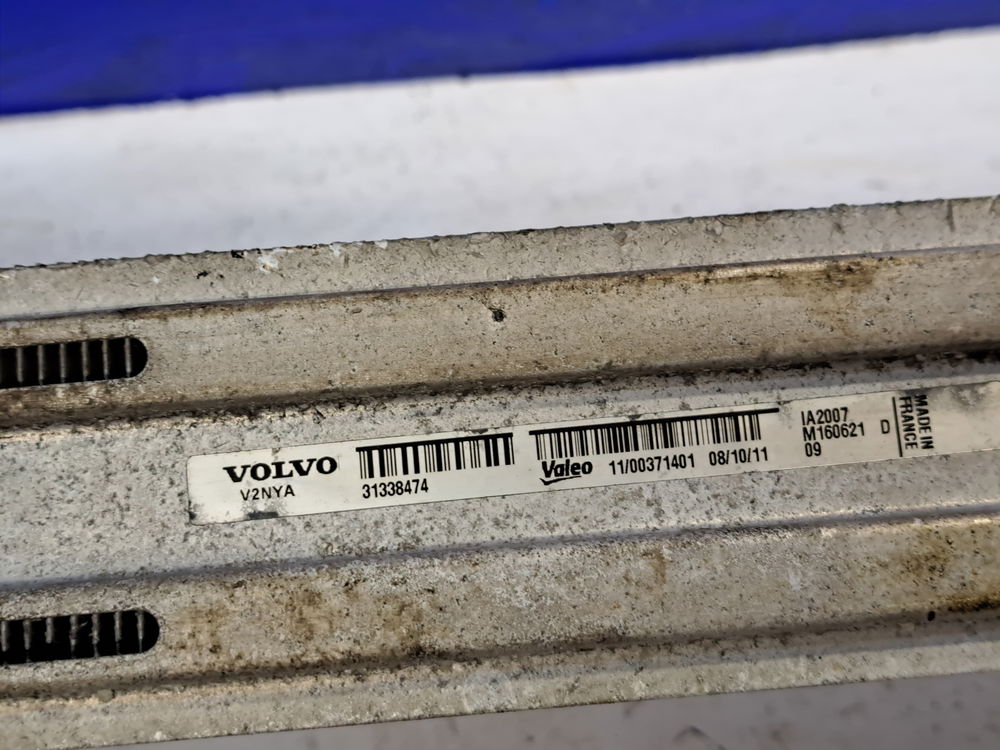 VOLVO
V2NYA
31338474
Valeo 11/00371401 08/10/11
IA2007
M160621 D
09
MADE IN
FRANCE